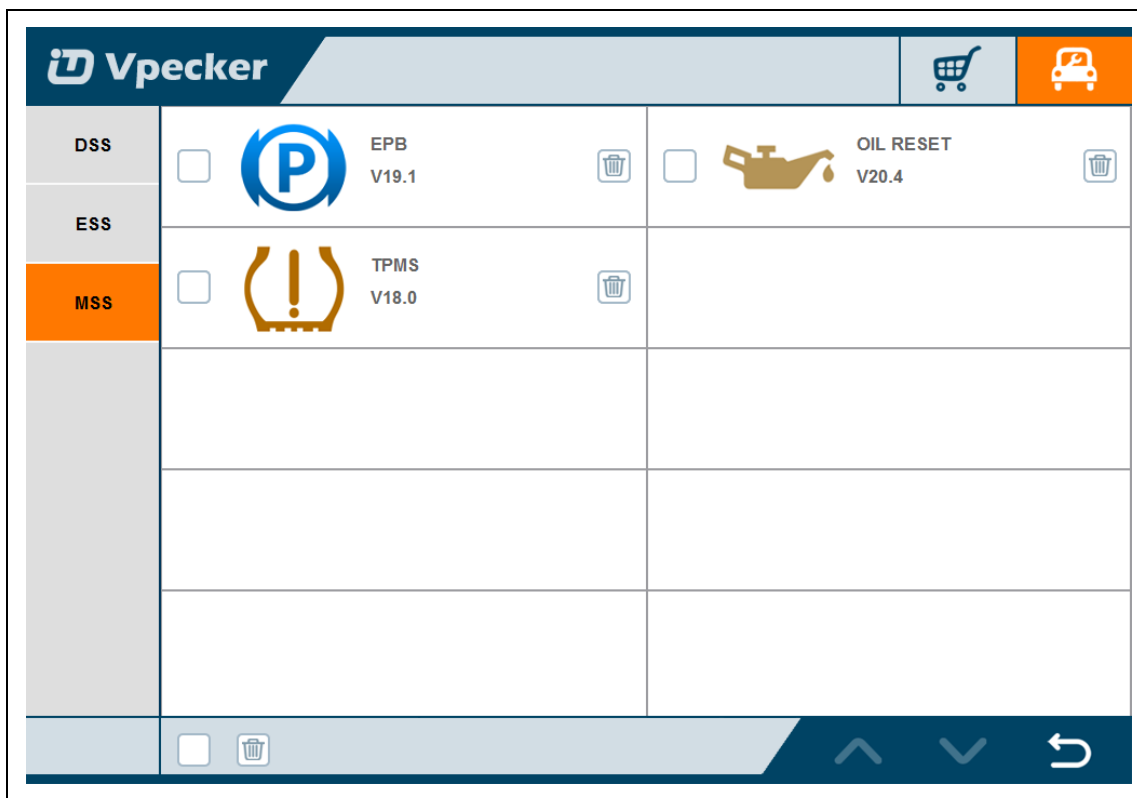 Vpecker
DSS
ESS
MSS
P
EPB
V19.1
OIL RESET
V20.4
TPMS
V18.0